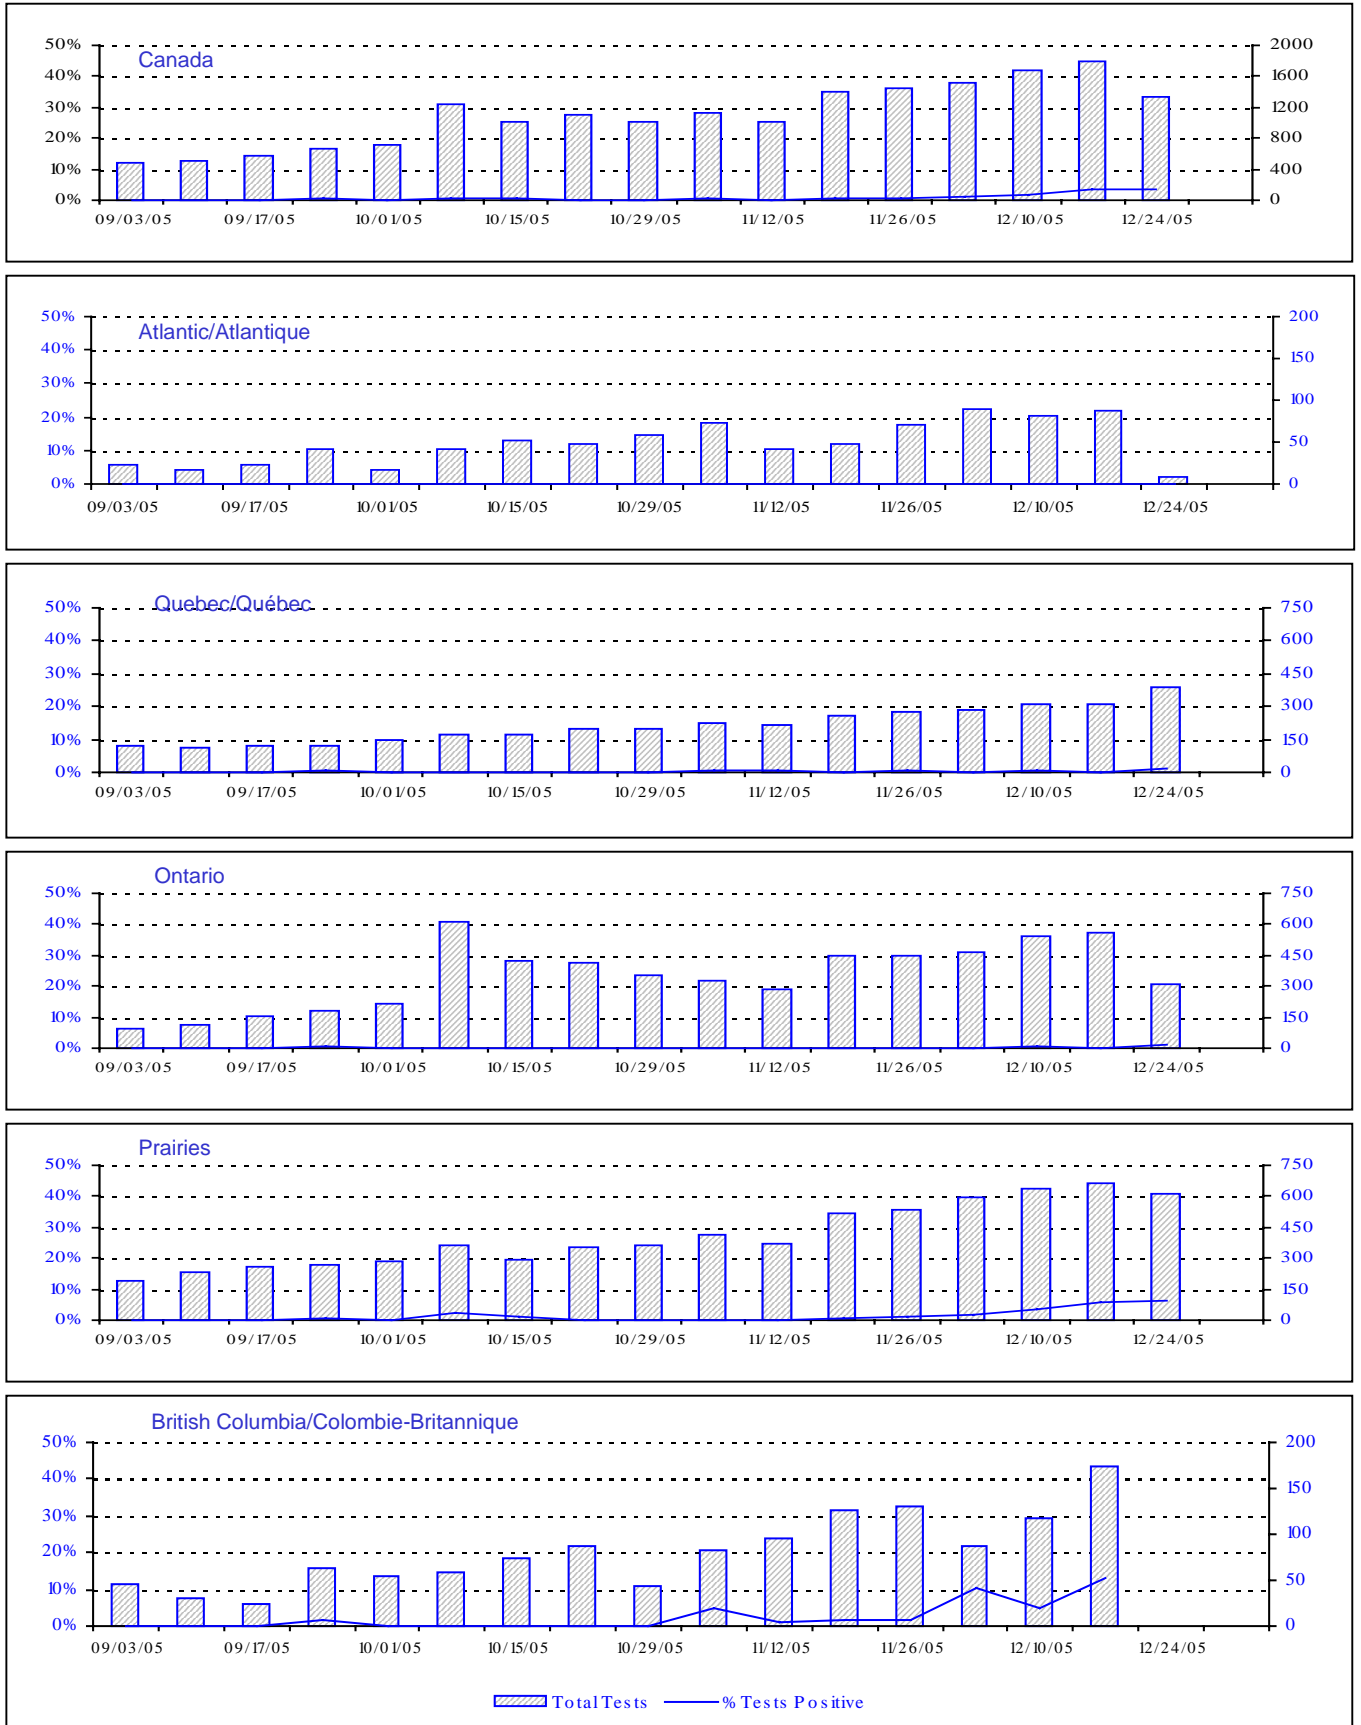 Canada
50% 2000
40% 1600
30% 1200
20% 800
10% 400
0% 0
09/03/05 09/17/05 10/01/05 10/15/05 10/29/05 11/12/05 11/26/05 12/10/05 12/24/05
Atlantic/Atlantique
50% 200
40% 150
30% 100
20%
10% 50
0% 0
09/03/05 09/17/05 10/01/05 10/15/05 10/29/05 11/12/05 11/26/05 12/10/05 12/24/05
Quebec/Québec
50% 750
40% 600
30% 450
20% 300
10% 150
0% 0
09/03/05 09/17/05 10/01/05 10/15/05 10/29/05 11/12/05 11/26/05 12/10/05 12/24/05
Ontario
50% 750
40% 600
30% 450
20% 300
10% 150
0% 0
09/03/05 09/17/05 10/01/05 10/15/05 10/29/05 11/12/05 11/26/05 12/10/05 12/24/05
Prairies
50% 750
40% 600
30% 450
20% 300
10% 150
0% 0
09/03/05 09/17/05 10/01/05 10/15/05 10/29/05 11/12/05 11/26/05 12/10/05 12/24/05
British Columbia/Colombie-Britannique
50% 200
40% 150
30%
20% 100
10% 50
0% 0
09/03/05 09/17/05 10/01/05 10/15/05 10/29/05 11/12/05 11/26/05 12/10/05 12/24/05
Total Tests % Tests Positive